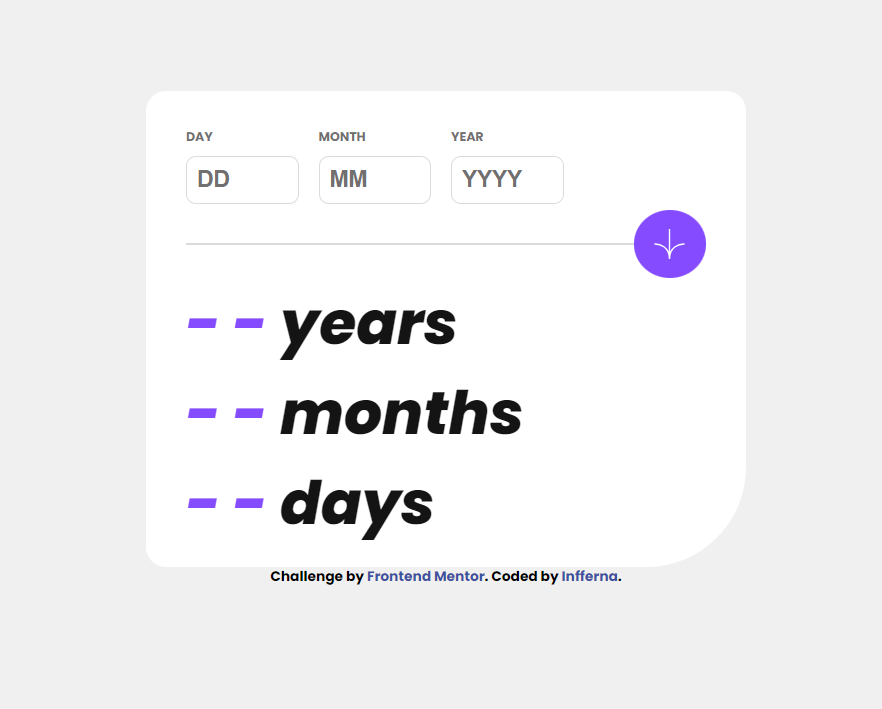 DAY MONTH YEAR
DD MM YYYY
-- years
-- months
-- days
Challenge by Frontend Mentor. Coded by Infferna.